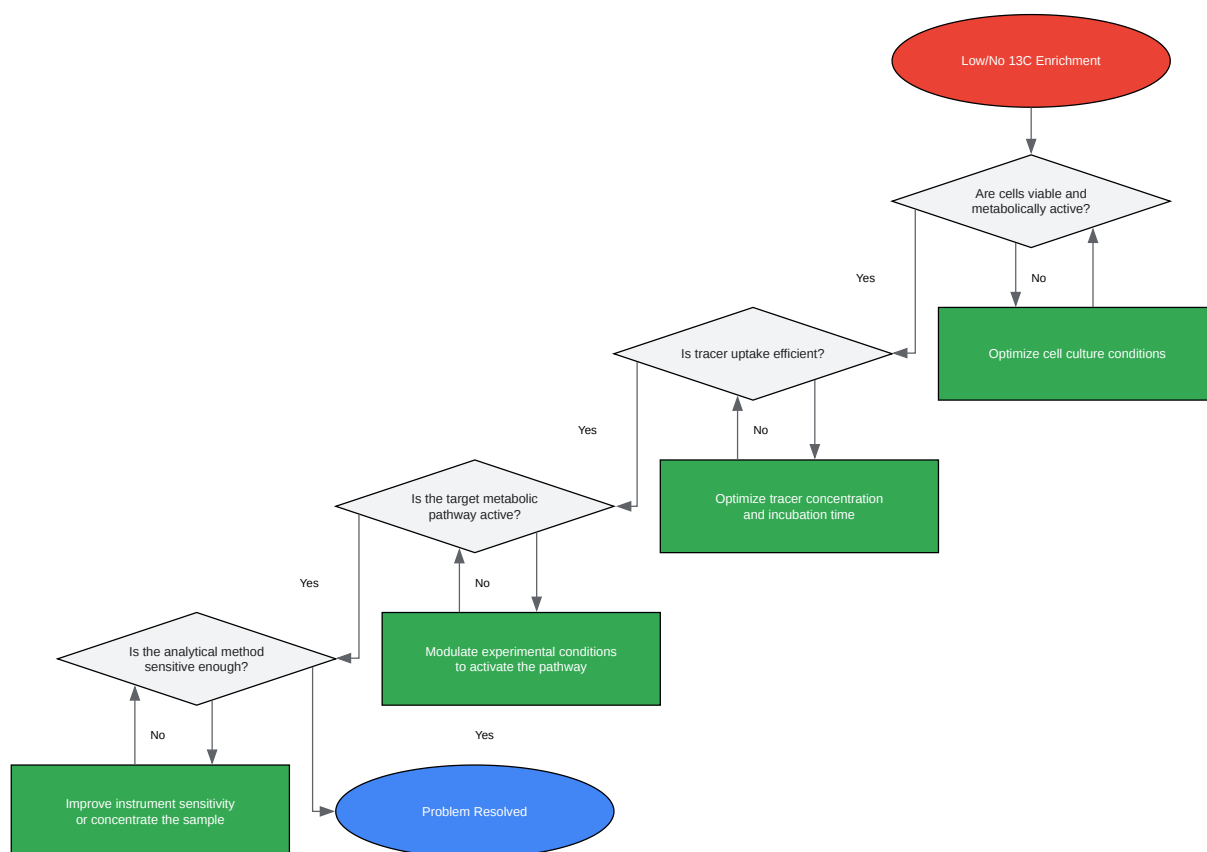 Low/No 13C Enrichment
Are cells viable and
metabolically active?
Yes
No
Is tracer uptake efficient?
Optimize cell culture conditions
Yes
No
Is the target metabolic
pathway active?
Optimize tracer concentration
and incubation time
Yes
No
Is the analytical method
sensitive enough?
Modulate experimental conditions
to activate the pathway
No
Yes
Improve instrument sensitivity
or concentrate the sample
Problem Resolved